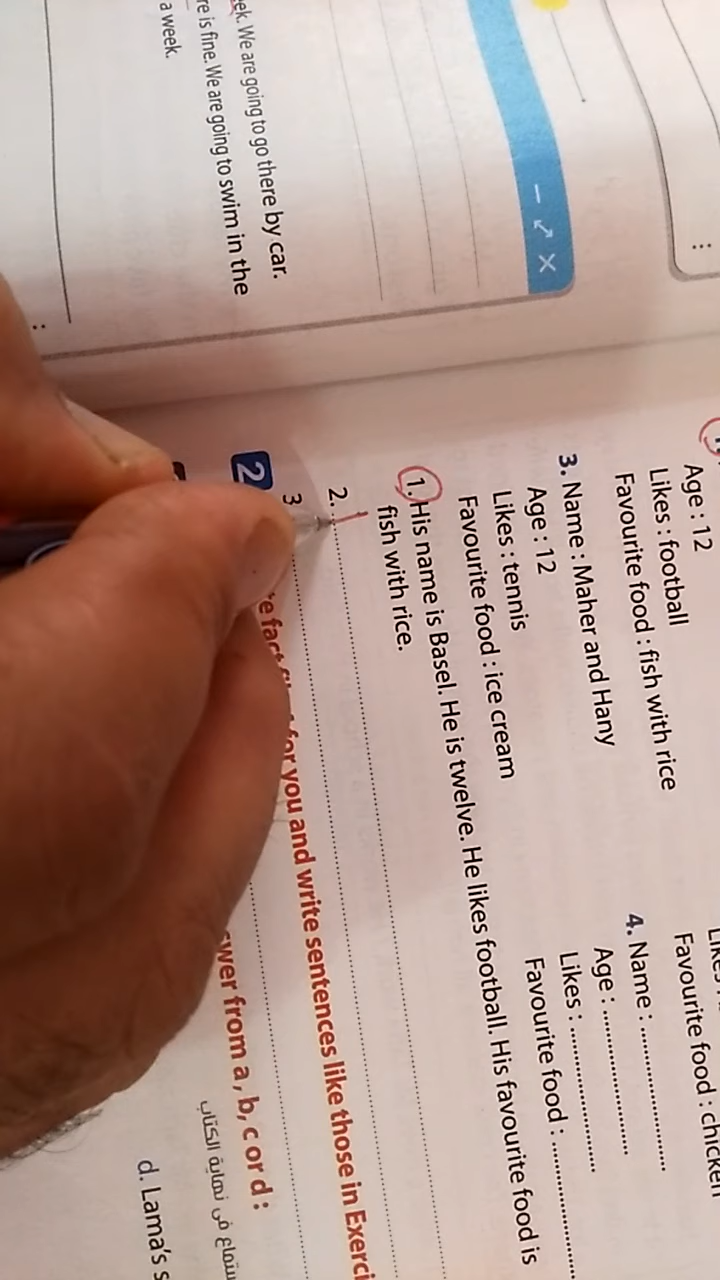 ek. We are going to go there by car.
re is fine. We are going to swim in the
a week.
Age : 12
Likes : football
Favourite food : fish with rice
Favourite food : chicken
3. Name : Maher and Hany
Age : 12
Likes : tennis
Favourite food : ice cream
4. Name : ....................
Age : ....................
Likes : ....................
Favourite food : ....................
1. His name is Basel. He is twelve. He likes football. His favourite food is
fish with rice.
2.
3
2 for you and write sentences like those in Exerci
wer from a, b, c or d :
نهاية الكتاب
d. Lama's s